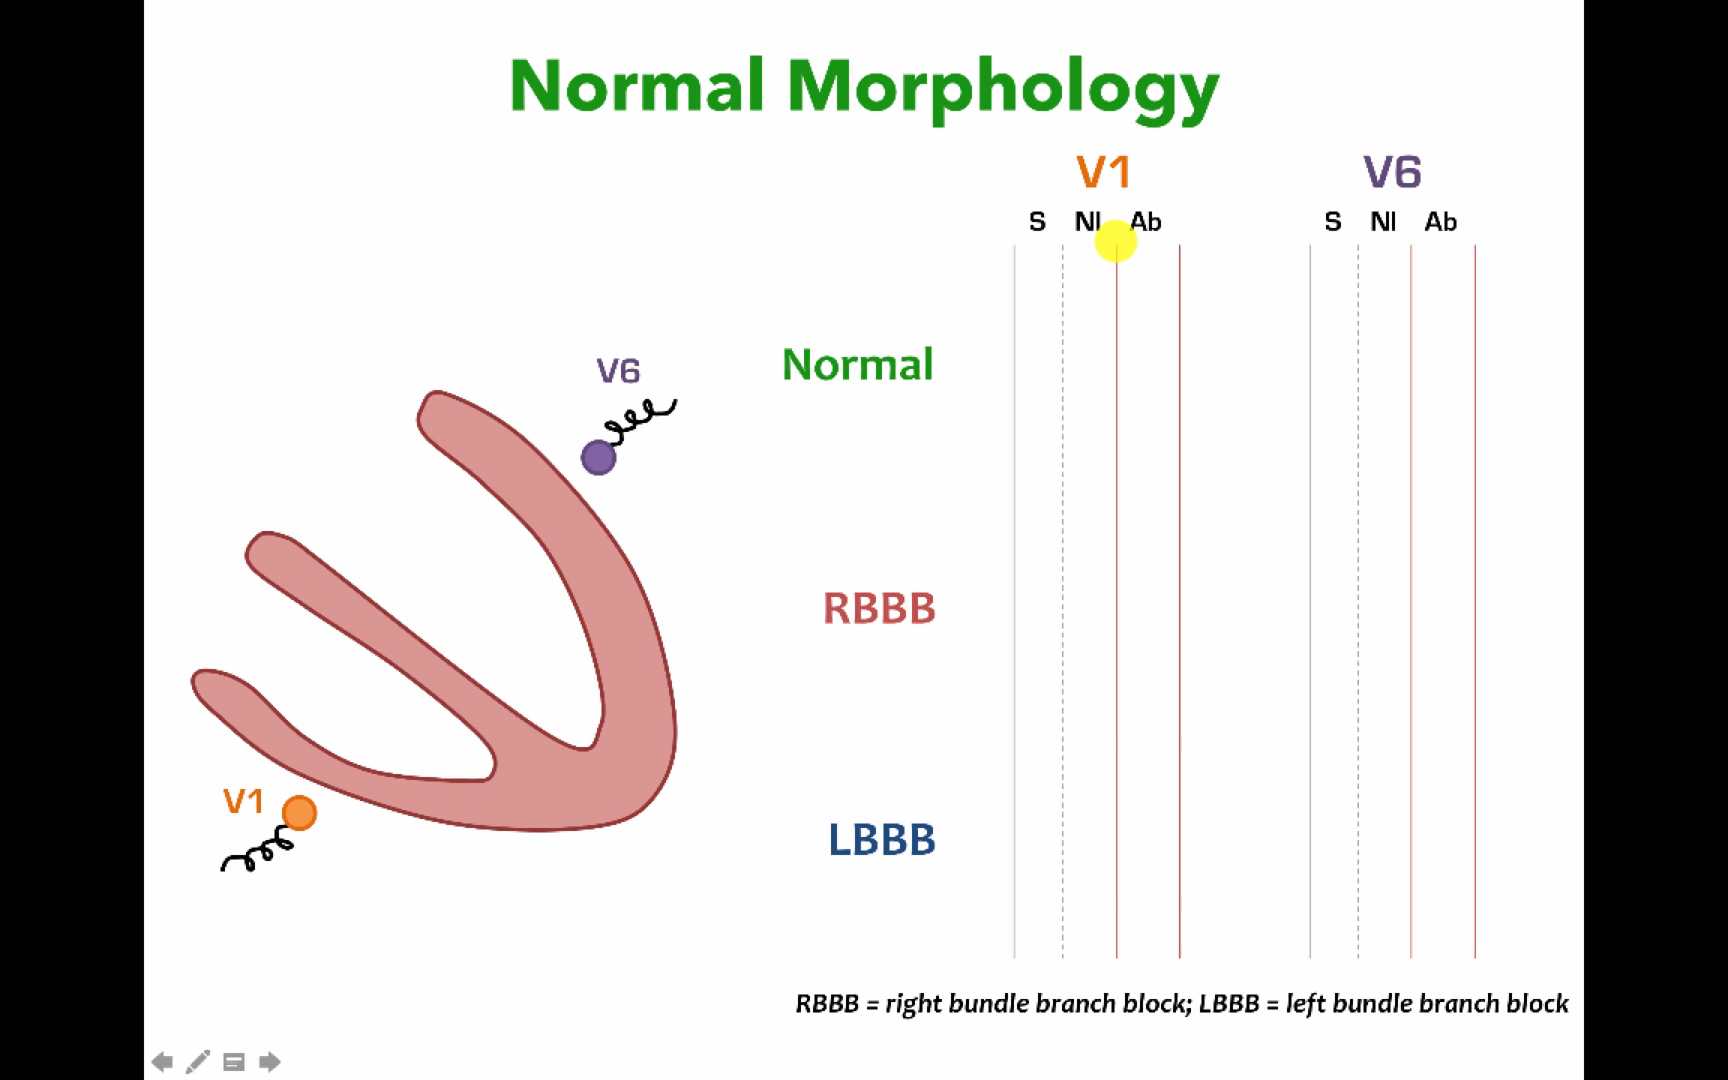 Normal Morphology
V1 V6
S Nl Ab S Nl Ab
Normal
V6
RBBB
V1
LBBB
RBBB = right bundle branch block; LBBB = left bundle branch block